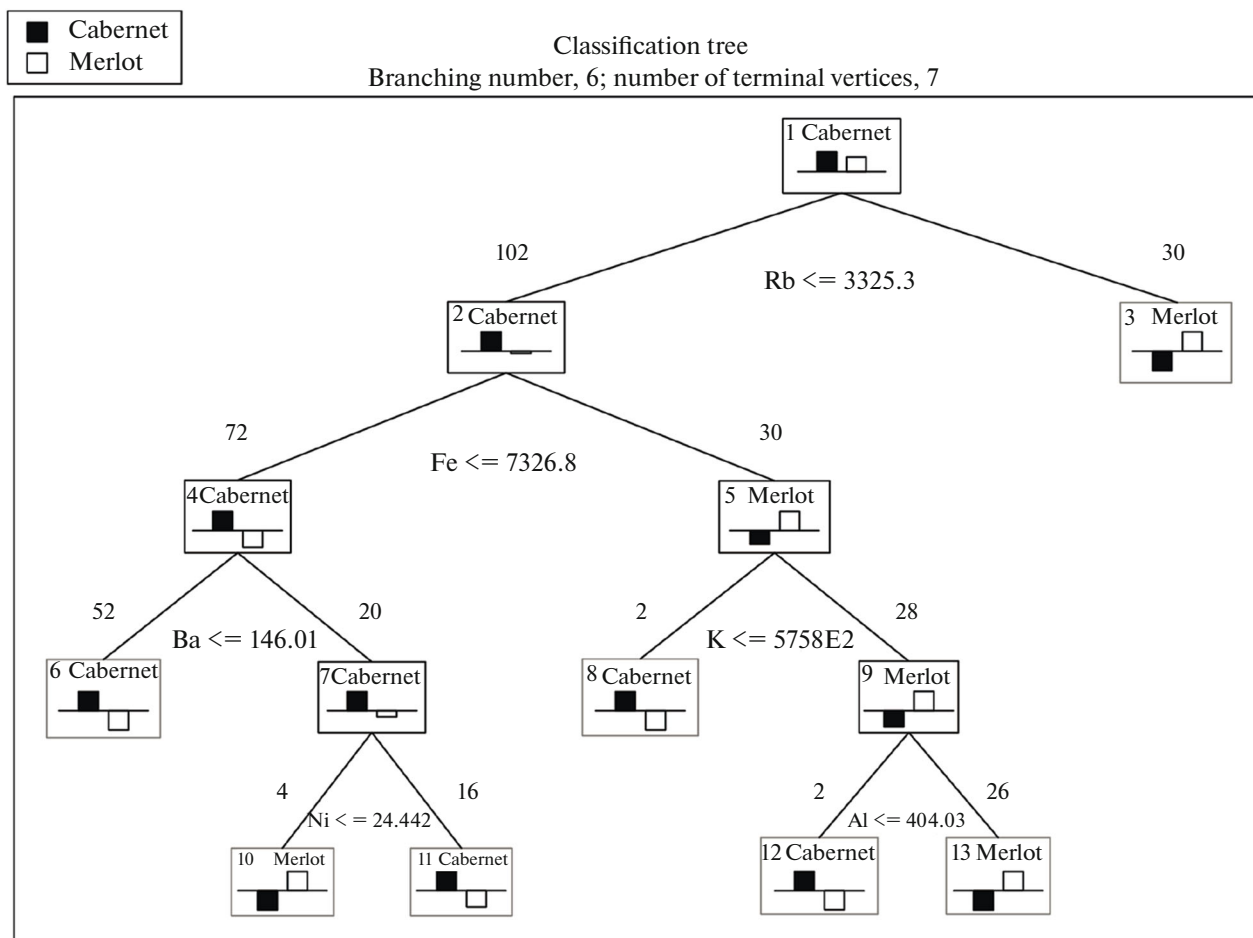 Cabernet
Merlot
Classification tree
Branching number, 6; number of terminal vertices, 7
1 Cabernet
102
30
Rb <= 3325.3
2 Cabernet
3 Merlot
72
30
Fe <= 7326.8
4Cabernet
5 Merlot
52
20
2
28
Ba <= 146.01
K <= 5758E2
6 Cabernet
7Cabernet
8 Cabernet
9 Merlot
4
16
2
26
Ni < = 24.442
Al <= 404.03
10 Merlot
11 Cabernet
12 Cabernet
13 Merlot